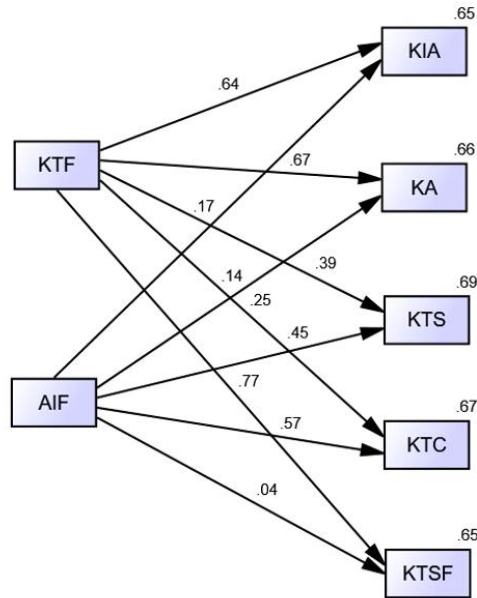 .65
KIA
.64
.66
KTF
.67
KA
.17
.69
.39
.14
.25
KTS
.45
.77
AIF
.67
.57
KTC
.04
.65
KTSF